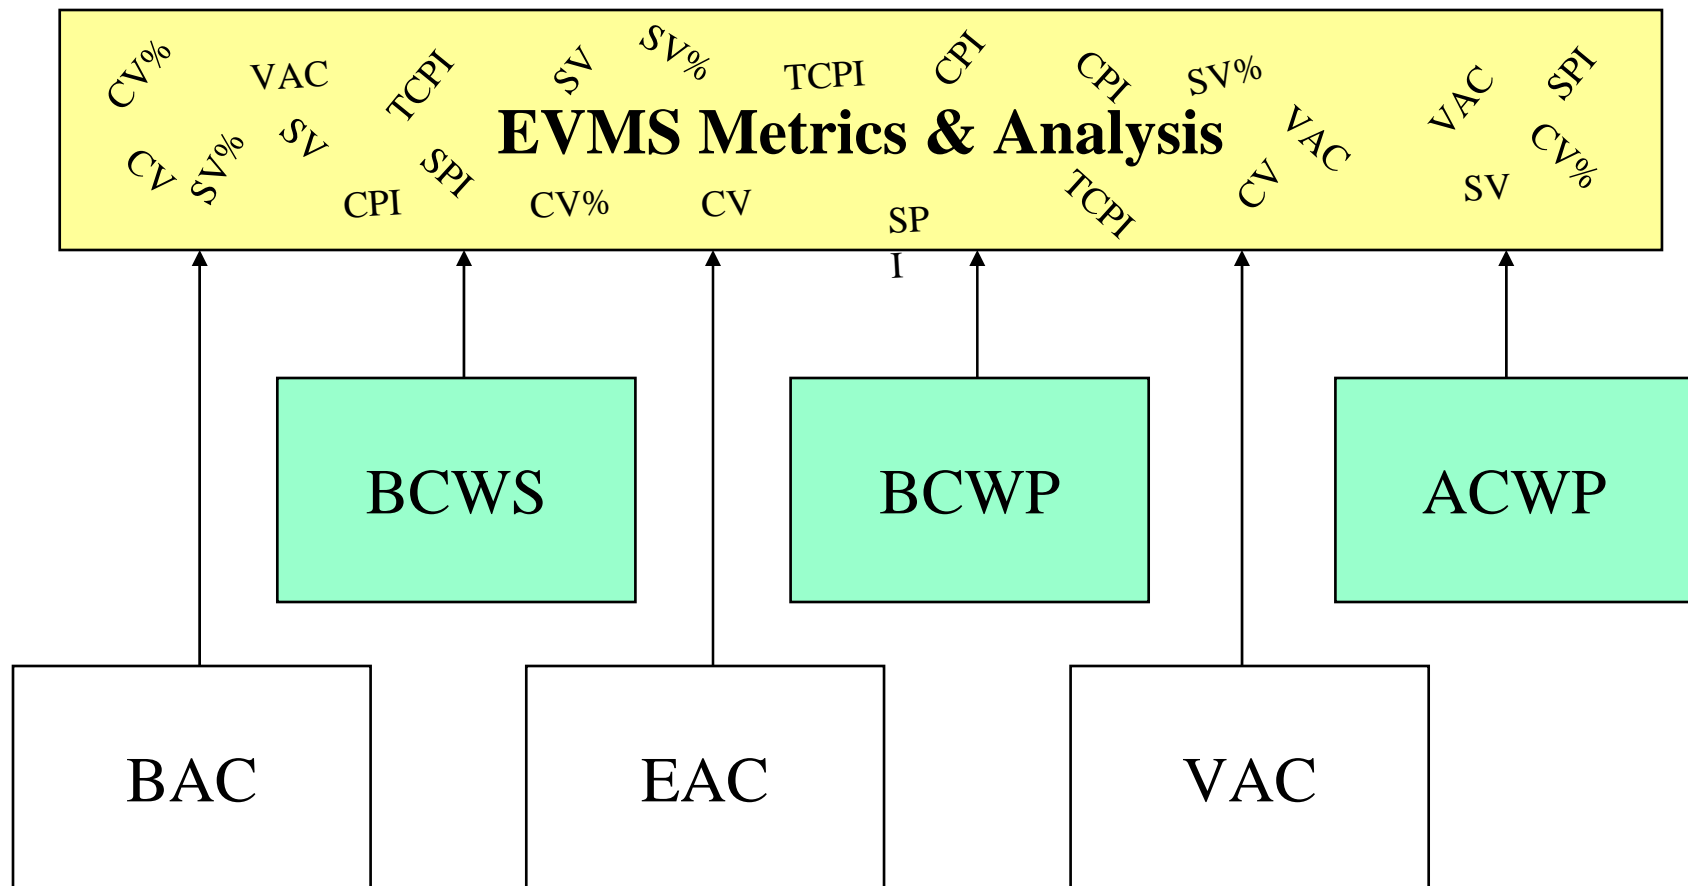 CV%
VAC
TCPI
SV
SV%
TCPI
CPI
CPI
SV%
VAC
SPI
EVMS Metrics & Analysis
CV
SV%
SV
SPI
VAC
CV%
CPI
CV%
CV
SP
I
TCPI
CV
SV
BCWS
BCWP
ACWP
BAC
EAC
VAC